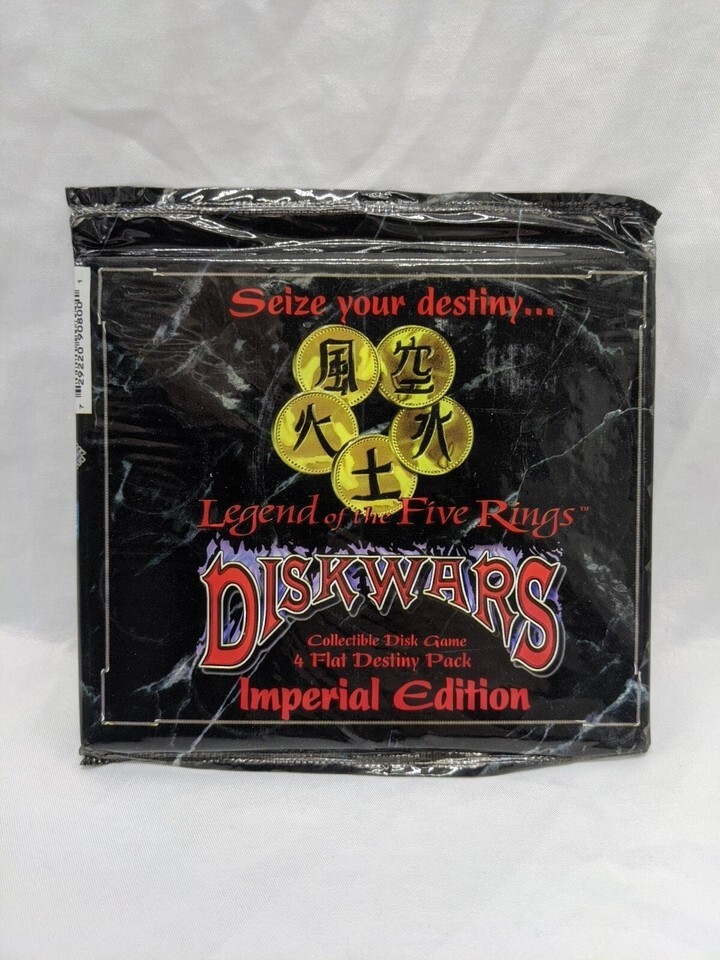 Seize your destiny...
風 空
火 水
土
Legend of the Five Rings™
DISKWARS
Collectible Disk Game
4 Flat Destiny Pack
Imperial Edition